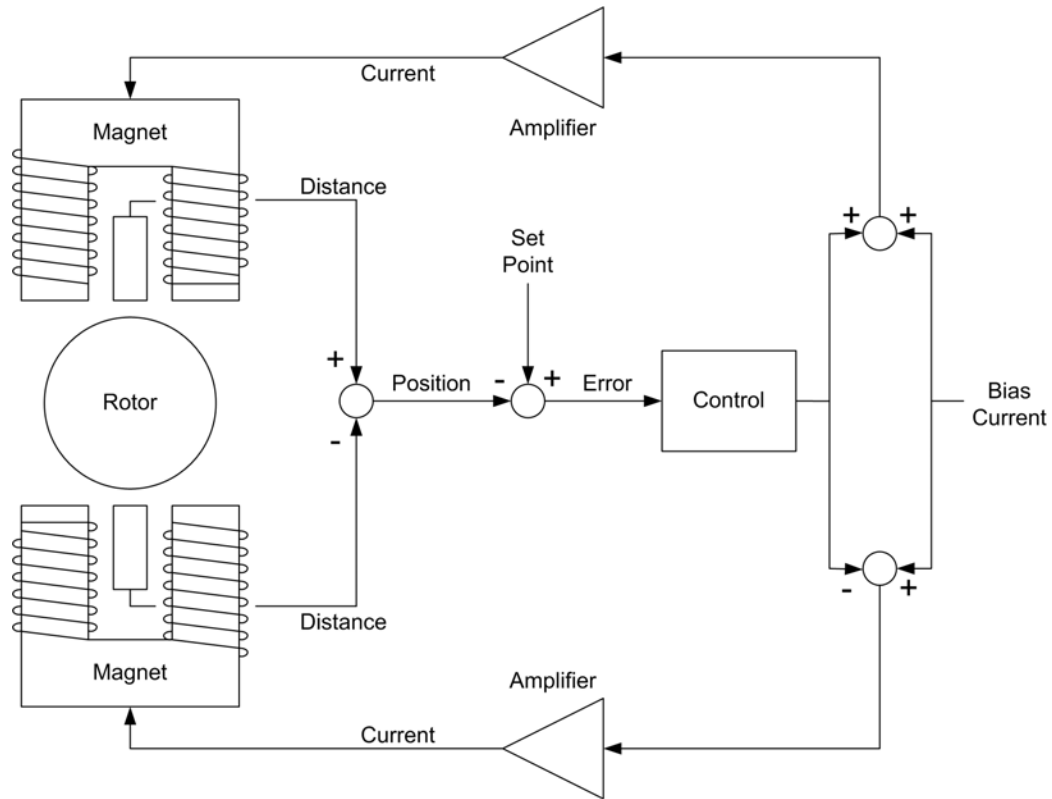 Current
Amplifier
Magnet
Distance
+
+
Set
Point
+
Rotor
Position
-
+
Error
Control
Bias
Current
-
-
+
Distance
Magnet
Amplifier
Current